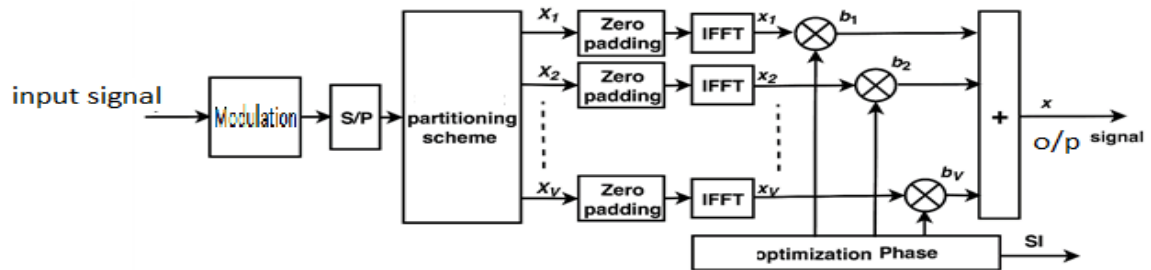 input signal
Modulation
S/P
partitioning
scheme
X1
Zero
padding
IFFT
x1
b1
X2
Zero
padding
IFFT
x2
b2
XV
Zero
padding
IFFT
xV
bV
+
x
o/p signal
optimization Phase
SI